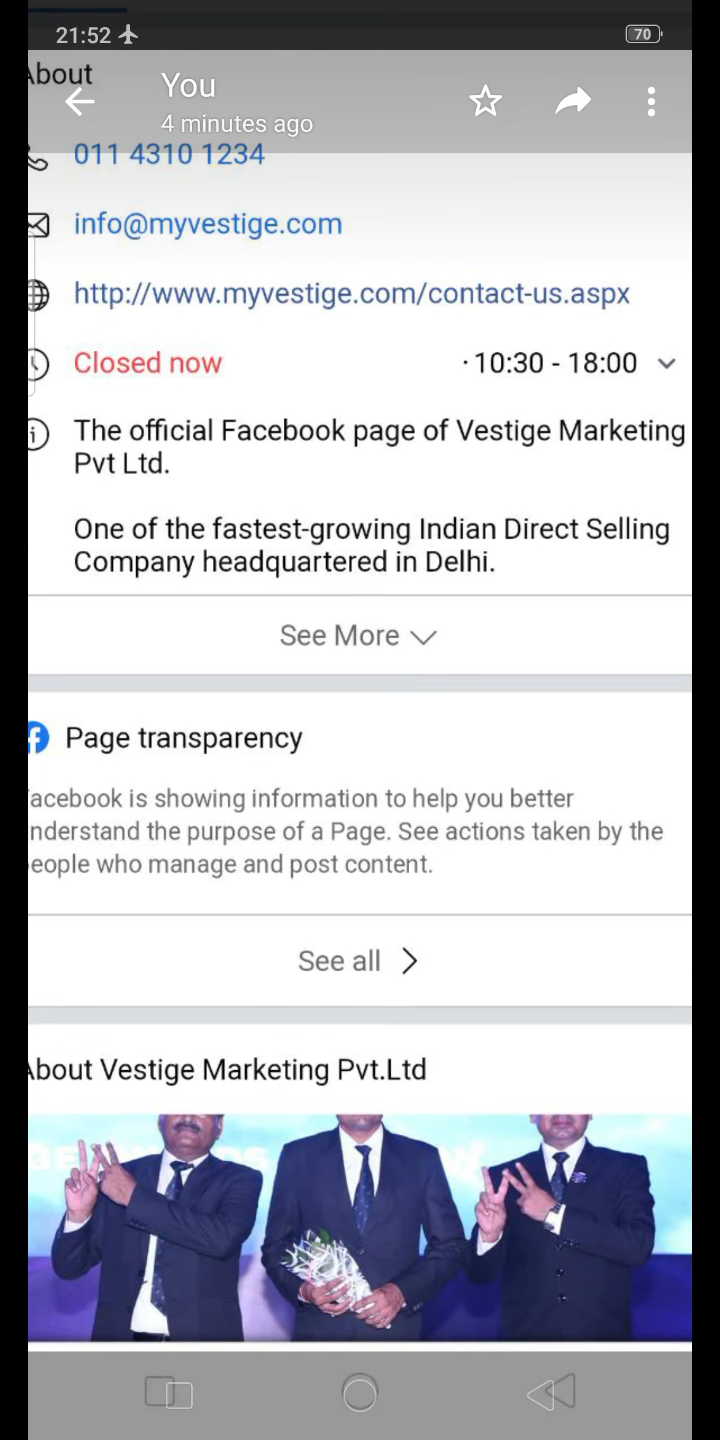 21:52
70
About
You
4 minutes ago
011 4310 1234
info@myvestige.com
http://www.myvestige.com/contact-us.aspx
Closed now · 10:30 - 18:00
The official Facebook page of Vestige Marketing
Pvt Ltd.
One of the fastest-growing Indian Direct Selling
Company headquartered in Delhi.
See More
Page transparency
acebook is showing information to help you better
nderstand the purpose of a Page. See actions taken by the
eople who manage and post content.
See all
About Vestige Marketing Pvt.Ltd